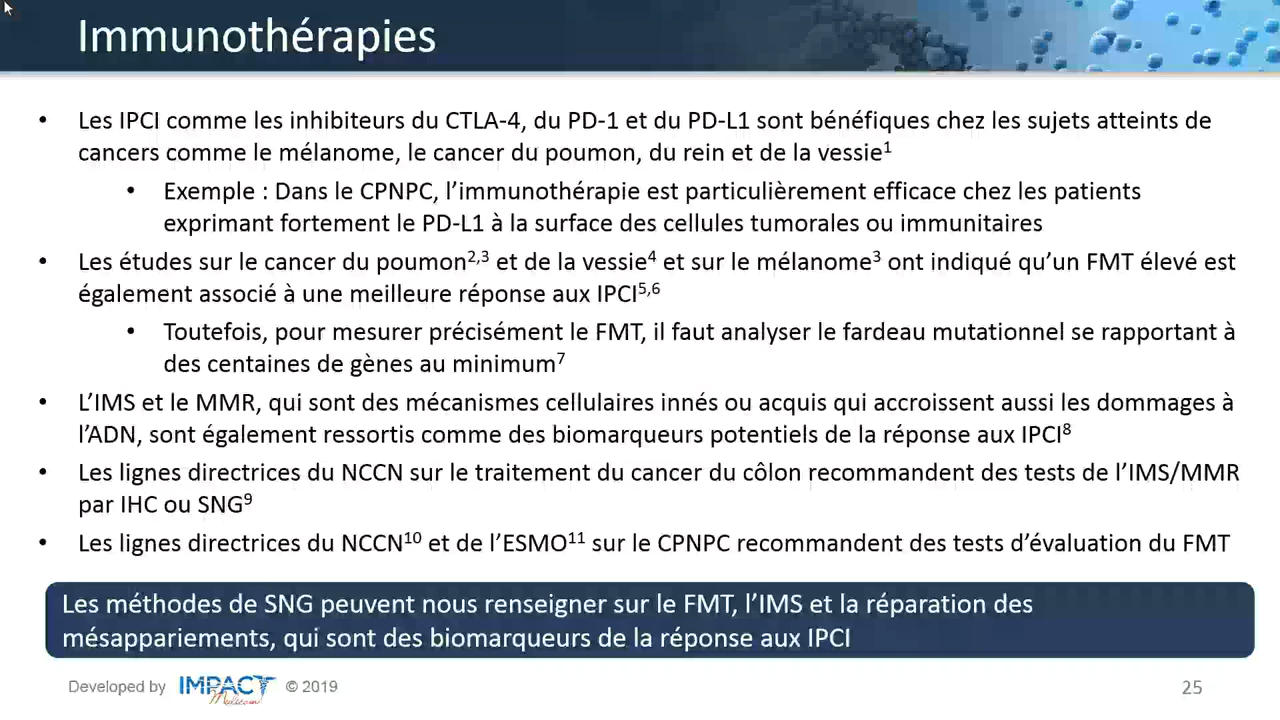 Immunothérapies
• Les IPCI comme les inhibiteurs du CTLA-4, du PD-1 et du PD-L1 sont bénéfiques chez les sujets atteints de
cancers comme le mélanome, le cancer du poumon, du rein et de la vessie¹
• Exemple : Dans le CPNPC, l’immunothérapie est particulièrement efficace chez les patients
exprimant fortement le PD-L1 à la surface des cellules tumorales ou immunitaires
• Les études sur le cancer du poumon²,³ et de la vessie⁴ et sur le mélanome³ ont indiqué qu’un FMT élevé est
également associé à une meilleure réponse aux IPCI⁵,⁶
• Toutefois, pour mesurer précisément le FMT, il faut analyser le fardeau mutationnel se rapportant à
des centaines de gènes au minimum⁷
• L’IMS et le MMR, qui sont des mécanismes cellulaires innés ou acquis qui accroissent aussi les dommages à
l’ADN, sont également ressortis comme des biomarqueurs potentiels de la réponse aux IPCI⁸
• Les lignes directrices du NCCN sur le traitement du cancer du côlon recommandent des tests de l’IMS/MMR
par IHC ou SNG⁹
• Les lignes directrices du NCCN¹⁰ et de l’ESMO¹¹ sur le CPNPC recommandent des tests d’évaluation du FMT
Les méthodes de SNG peuvent nous renseigner sur le FMT, l’IMS et la réparation des
mésappariements, qui sont des biomarqueurs de la réponse aux IPCI
Developed by IMPACT Medicom © 2019
25